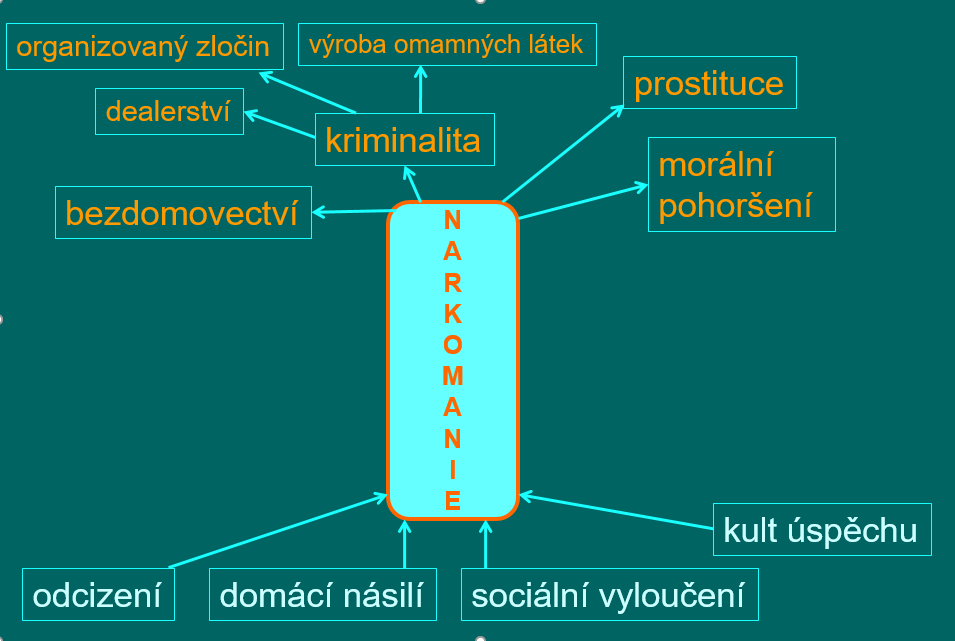 organizovaný zločin
výroba omamných látek
prostituce
dealerství
kriminalita
morální
pohoršení
bezdomovectví
N
A
R
K
O
M
A
N
I
E
kult úspěchu
odcizení
domácí násilí
sociální vyloučení